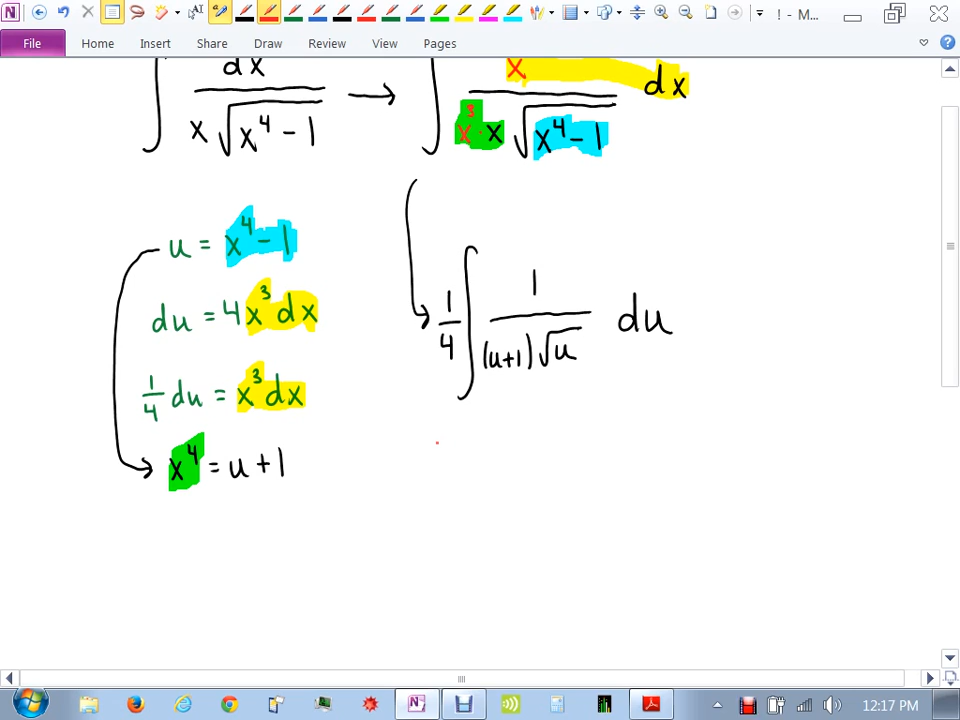 ! - M...
File Home Insert Share Draw Review View Pages
∫ dx / (x√(x⁴ − 1)) → ∫ x dx / (x³ · x√(x⁴ − 1))
u = x⁴ − 1
du = 4x³ dx
1/4 du = x³ dx
x⁴ = u + 1
1/4 ∫ 1 / ((u+1)√u) du
12:17 PM